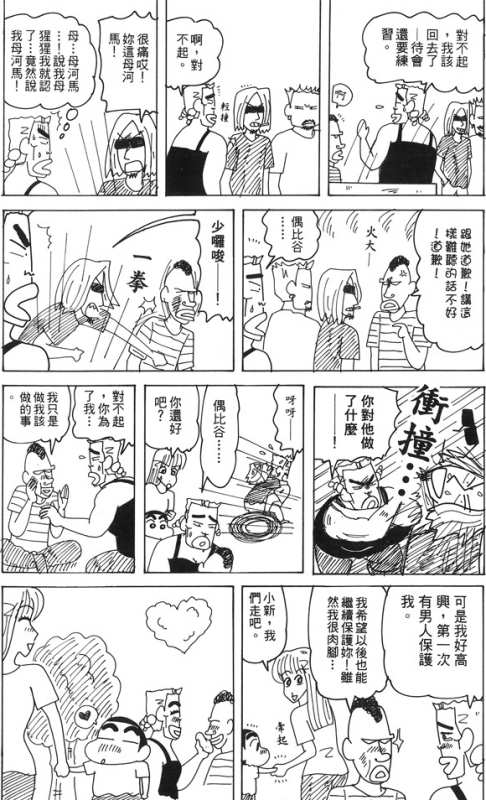 對不起
，我該
回去了
—待會
還要練
習。
啊
啊，對
不起。
輕撞
很痛哎！
妳這母河
馬！
母…母河馬
…！說我母
猩猩我就認
了…竟然說
我母河馬！
跟她道歉！講這
樣難聽的話不好
！道歉！
火大—
偶比谷
……
少囉唆——！
一拳
衝撞…
你對他做
了什麼！
呀呀——
偶比谷……
你還好
吧？
對不起
，你為
了我…
我只是
做我該
做的事
。
可是我好高
興，第一次
有男人保護
我。
我希望以後也能
繼續保護妳！雖
然我很肉腳…
牽起
小新，我
們走吧。